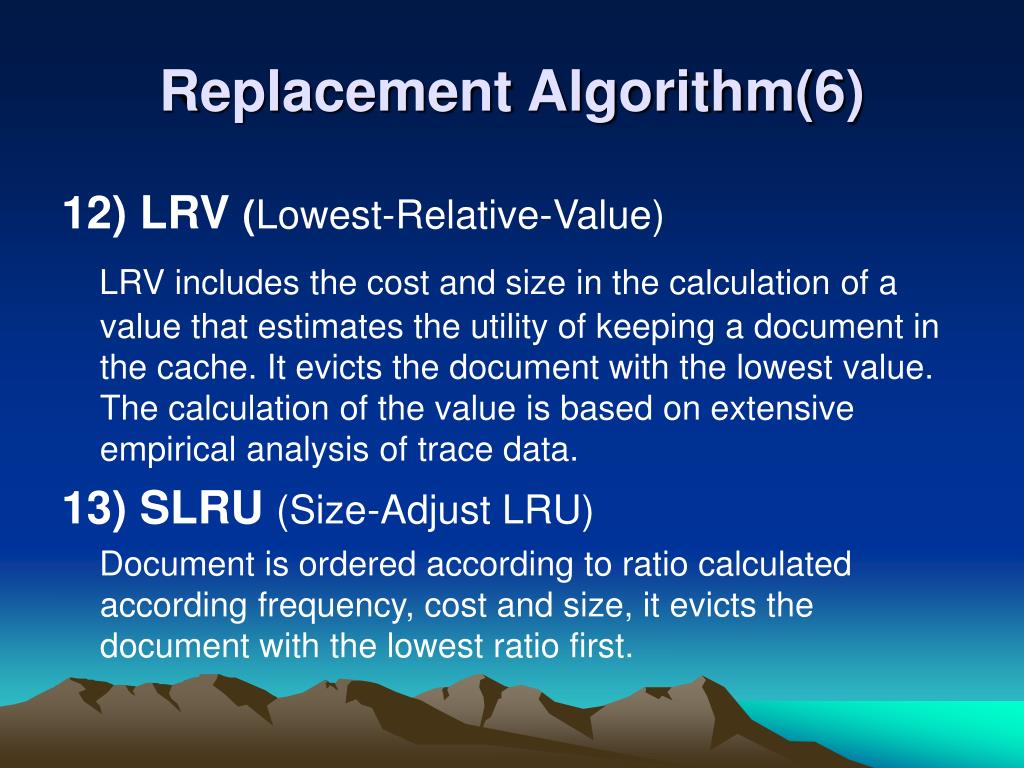 Replacement Algorithm(6)
12) LRV (Lowest-Relative-Value)
LRV includes the cost and size in the calculation of a
value that estimates the utility of keeping a document in
the cache. It evicts the document with the lowest value.
The calculation of the value is based on extensive
empirical analysis of trace data.
13) SLRU (Size-Adjust LRU)
Document is ordered according to ratio calculated
according frequency, cost and size, it evicts the
document with the lowest ratio first.